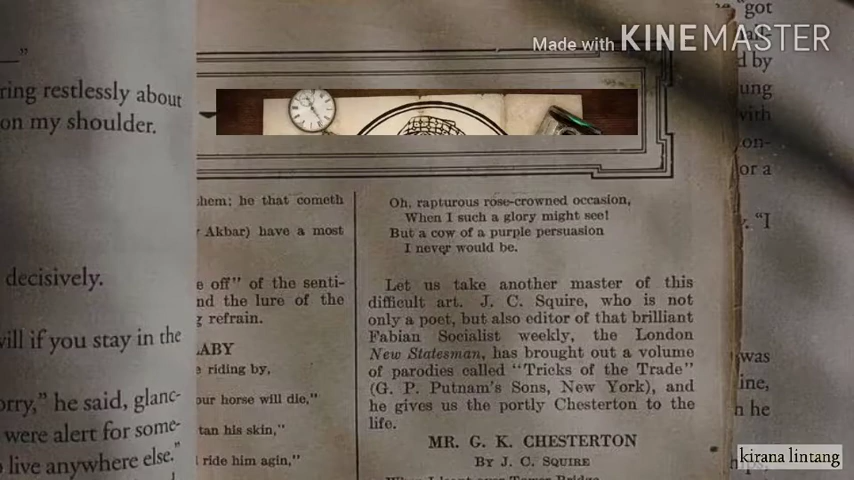 Made with KINEMASTER
"got
d by
ung
with
con-
or a
"I
was
ine,
n he
”
ring restlessly about
on my shoulder.
decisively.
will if you stay in the
orry,” he said, glanc-
were alert for some-
live anywhere else.”
hem; he that cometh
Akbar) have a most
e off” of the senti-
nd the lure of the
g refrain.
LABY
e riding by,
our horse will die,”
tan his skin,”
ride him agin,”
Oh, rapturous rose-crowned occasion,
When I such a glory might see!
But a cow of a purple persuasion
I never would be.
Let us take another master of this
difficult art. J. C. Squire, who is not
only a poet, but also editor of that brilliant
Fabian Socialist weekly, the London
New Statesman, has brought out a volume
of parodies called “Tricks of the Trade”
(G. P. Putnam’s Sons, New York), and
he gives us the portly Chesterton to the
life.
MR. G. K. CHESTERTON
BY J. C. SQUIRE
kirana lintang